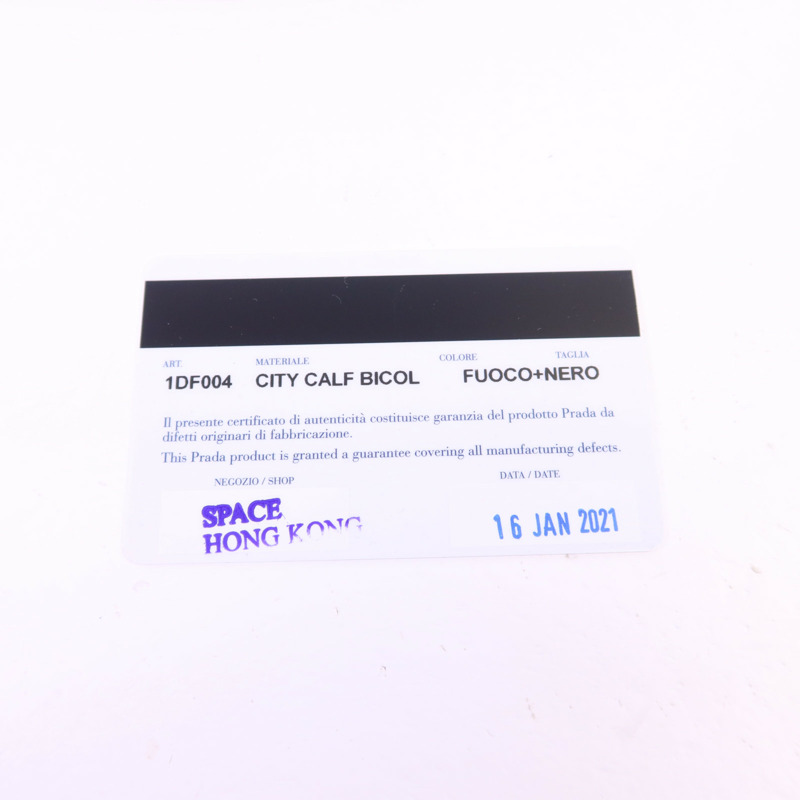 ART. MATERIALE COLORE TAGLIA
1DF004 CITY CALF BICOL FUOCO+NERO
Il presente certificato di autenticità costituisce garanzia del prodotto Prada da
difetti originari di fabbricazione.
This Prada product is granted a guarantee covering all manufacturing defects.
NEGOZIO / SHOP DATA / DATE
SPACE
HONG KONG
16 JAN 2021